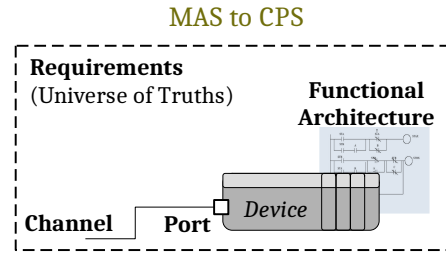 MAS to CPS
Requirements
(Universe of Truths)
Functional
Architecture
Device
Channel
Port